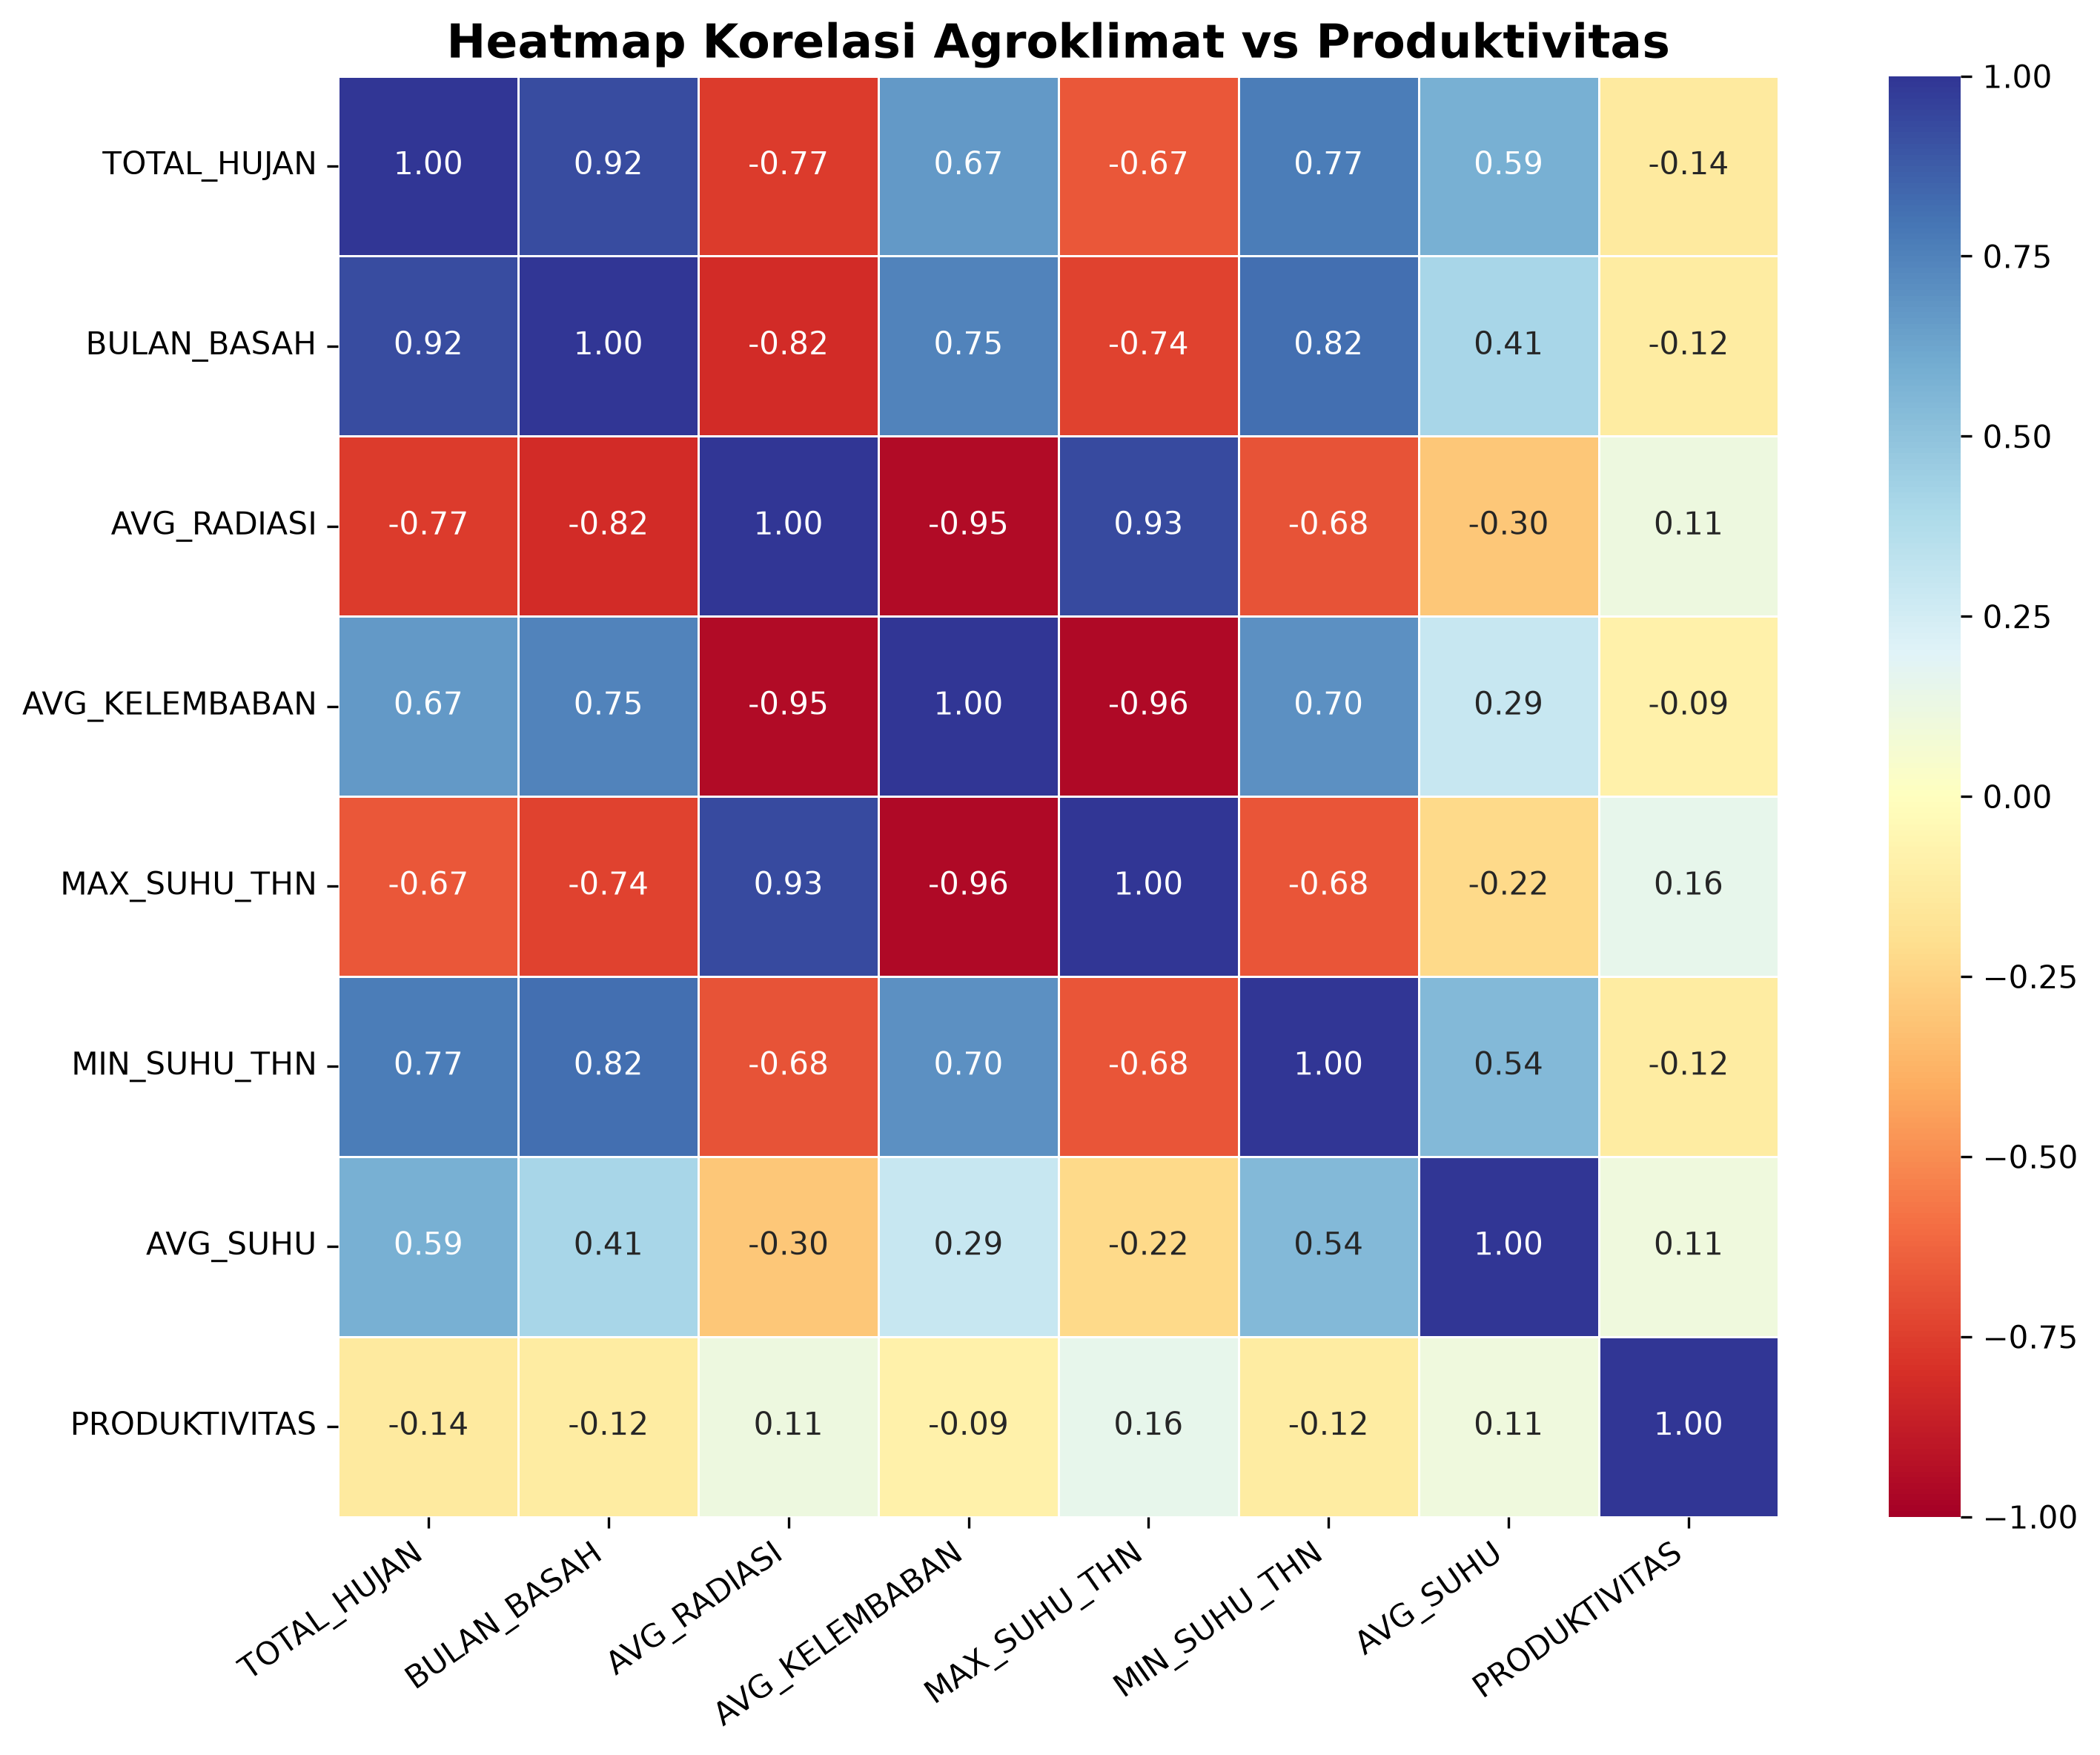 Heatmap Korelasi Agroklimat vs Produktivitas
TOTAL_HUJAN 1.00 0.92 -0.77 0.67 -0.67 0.77 0.59 -0.14
BULAN_BASAH 0.92 1.00 -0.82 0.75 -0.74 0.82 0.41 -0.12
AVG_RADIASI -0.77 -0.82 1.00 -0.95 0.93 -0.68 -0.30 0.11
AVG_KELEMBABAN 0.67 0.75 -0.95 1.00 -0.96 0.70 0.29 -0.09
MAX_SUHU_THN -0.67 -0.74 0.93 -0.96 1.00 -0.68 -0.22 0.16
MIN_SUHU_THN 0.77 0.82 -0.68 0.70 -0.68 1.00 0.54 -0.12
AVG_SUHU 0.59 0.41 -0.30 0.29 -0.22 0.54 1.00 0.11
PRODUKTIVITAS -0.14 -0.12 0.11 -0.09 0.16 -0.12 0.11 1.00
TOTAL_HUJAN
BULAN_BASAH
AVG_RADIASI
AVG_KELEMBABAN
MAX_SUHU_THN
MIN_SUHU_THN
AVG_SUHU
PRODUKTIVITAS
1.00
0.75
0.50
0.25
0.00
−0.25
−0.50
−0.75
−1.00